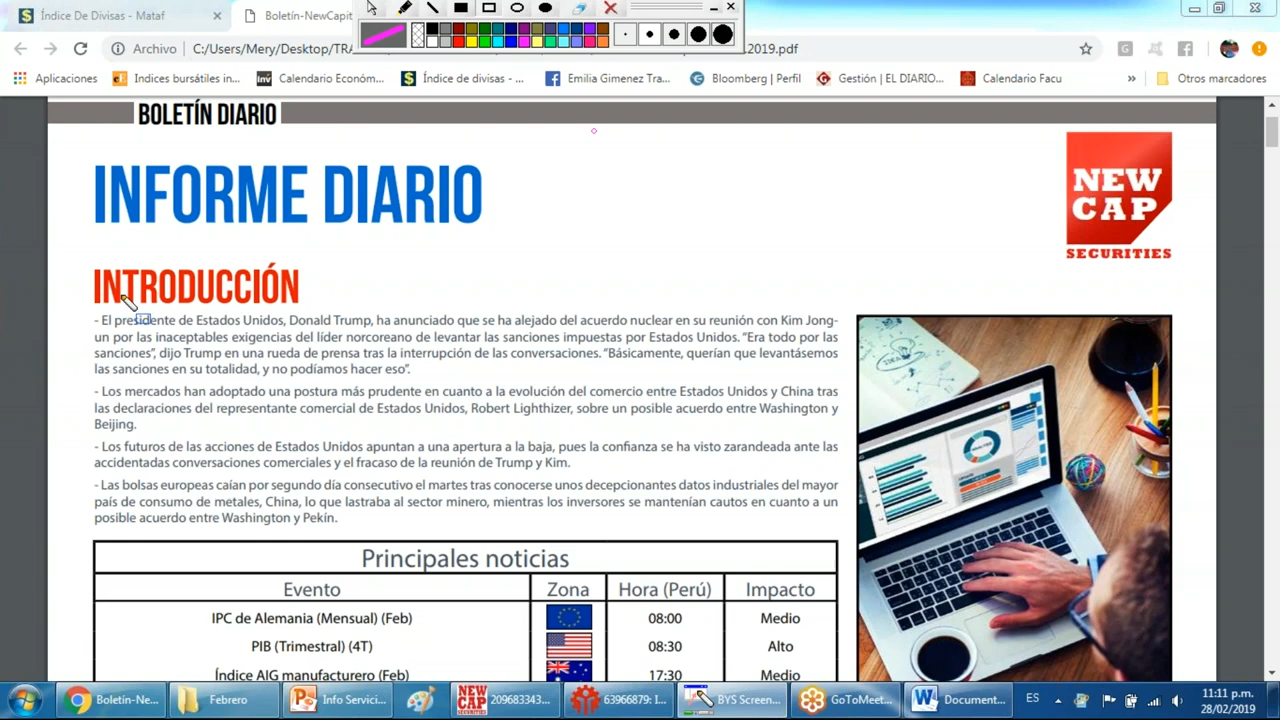 Índice De Divisas - Mataf
Boletín-NewCapit
Archivo
C:/Users/Mery/Desktop/TRA
2019.pdf
Aplicaciones
Indices bursátiles in...
Calendario Económ...
Índice de divisas - ...
Emilia Gimenez Tra...
Bloomberg | Perfil
Gestión | EL DIARIO...
Calendario Facu
»
Otros marcadores
BOLETÍN DIARIO
INFORME DIARIO
NEW
CAP
SECURITIES
INTRODUCCIÓN
- El presidente de Estados Unidos, Donald Trump, ha anunciado que se ha alejado del acuerdo nuclear en su reunión con Kim Jong-
un por las inaceptables exigencias del líder norcoreano de levantar las sanciones impuestas por Estados Unidos. “Era todo por las
sanciones”, dijo Trump en una rueda de prensa tras la interrupción de las conversaciones. “Básicamente, querían que levantásemos
las sanciones en su totalidad, y no podíamos hacer eso”.
- Los mercados han adoptado una postura más prudente en cuanto a la evolución del comercio entre Estados Unidos y China tras
las declaraciones del representante comercial de Estados Unidos, Robert Lighthizer, sobre un posible acuerdo entre Washington y
Beijing.
- Los futuros de las acciones de Estados Unidos apuntan a una apertura a la baja, pues la confianza se ha visto zarandeada ante las
accidentadas conversaciones comerciales y el fracaso de la reunión de Trump y Kim.
- Las bolsas europeas caían por segundo día consecutivo el martes tras conocerse unos decepcionantes datos industriales del mayor
país de consumo de metales, China, lo que lastraba al sector minero, mientras los inversores se mantenían cautos en cuanto a un
posible acuerdo entre Washington y Pekín.
Principales noticias
Evento Zona Hora (Perú) Impacto
IPC de Alemania (Mensual) (Feb) 08:00 Medio
PIB (Trimestral) (4T) 08:30 Alto
Índice AIG manufacturero (Feb) 17:30 Medio
Boletín-Ne...
Febrero
Info Servici...
NEW CAP
209683343...
63966879: I...
BYS Screen...
GoToMeet...
Document...
ES
11:11 p.m.
28/02/2019